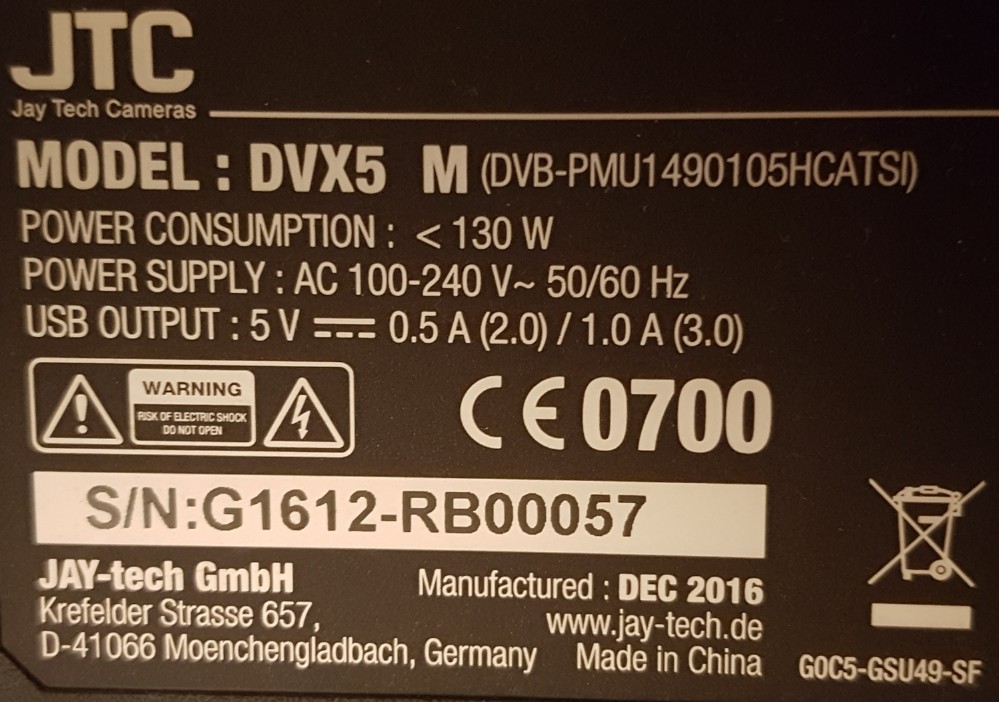 JTC
Jay Tech Cameras
MODEL : DVX5 M (DVB-PMU1490105HCATSI)
POWER CONSUMPTION : < 130 W
POWER SUPPLY : AC 100-240 V~ 50/60 Hz
USB OUTPUT : 5 V ⎓ 0.5 A (2.0) / 1.0 A (3.0)
WARNING
RISK OF ELECTRIC SHOCK
DO NOT OPEN
CE0700
S/N:G1612-RB00057
JAY-tech GmbH
Krefelder Strasse 657,
D-41066 Moenchengladbach, Germany
Manufactured : DEC 2016
www.jay-tech.de
Made in China
G0C5-GSU49-SF